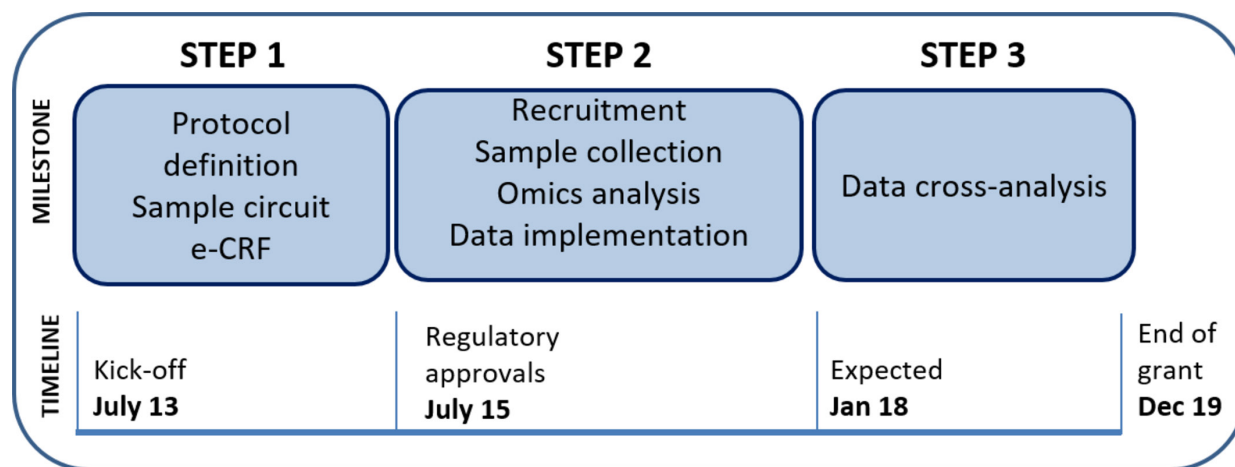 STEP 1
STEP 2
STEP 3
MILESTONE
Protocol
definition
Sample circuit
e-CRF
Recruitment
Sample collection
Omics analysis
Data implementation
Data cross-analysis
TIMELINE
Kick-off
July 13
Regulatory
approvals
July 15
Expected
Jan 18
End of
grant
Dec 19